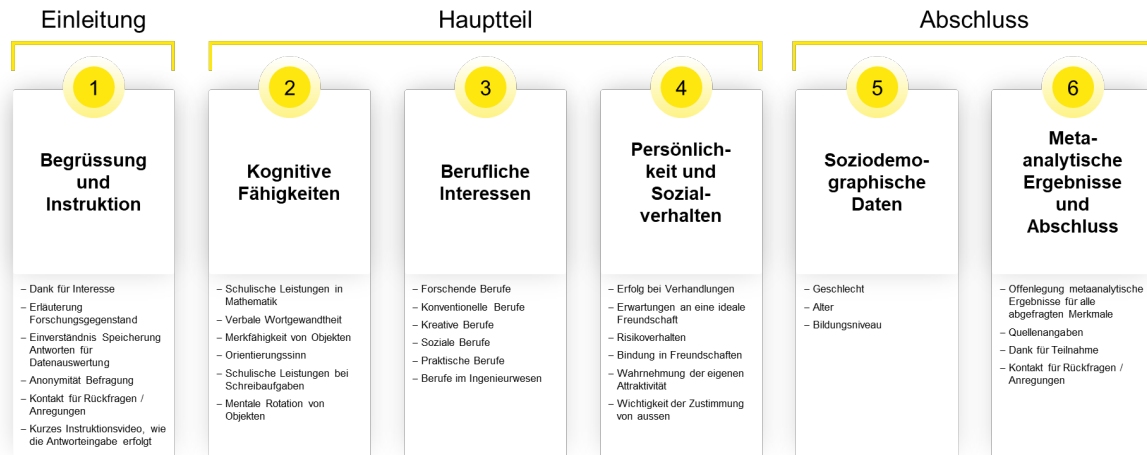 Einleitung
Hauptteil
Abschluss
1
Begrüssung
und
Instruktion
– Dank für Interesse
– Erläuterung
Forschungsgegenstand
– Einverständnis Speicherung
Antworten für
Datenauswertung
– Anonymität Befragung
– Kontakt für Rückfragen /
Anregungen
– Kurzes Instruktionsvideo, wie
die Antworteingabe erfolgt
2
Kognitive
Fähigkeiten
– Schulische Leistungen in
Mathematik
– Verbale Wortgewandtheit
– Merkfähigkeit von Objekten
– Orientierungssinn
– Schulische Leistungen bei
Schreibaufgaben
– Mentale Rotation von
Objekten
3
Berufliche
Interessen
– Forschende Berufe
– Konventionelle Berufe
– Kreative Berufe
– Soziale Berufe
– Praktische Berufe
– Berufe im Ingenieurwesen
4
Persönlich-
keit und
Sozial-
verhalten
– Erfolg bei Verhandlungen
– Erwartungen an eine ideale
Freundschaft
– Risikoverhalten
– Bindung in Freundschaften
– Wahrnehmung der eigenen
Attraktivität
– Wichtigkeit der Zustimmung
von aussen
5
Soziodemo-
graphische
Daten
– Geschlecht
– Alter
– Bildungsniveau
6
Meta-
analytische
Ergebnisse
und
Abschluss
– Offenlegung metaanalytische
Ergebnisse für alle
abgefragten Merkmale
– Quellenangaben
– Dank für Teilnahme
– Kontakt für Rückfragen /
Anregungen